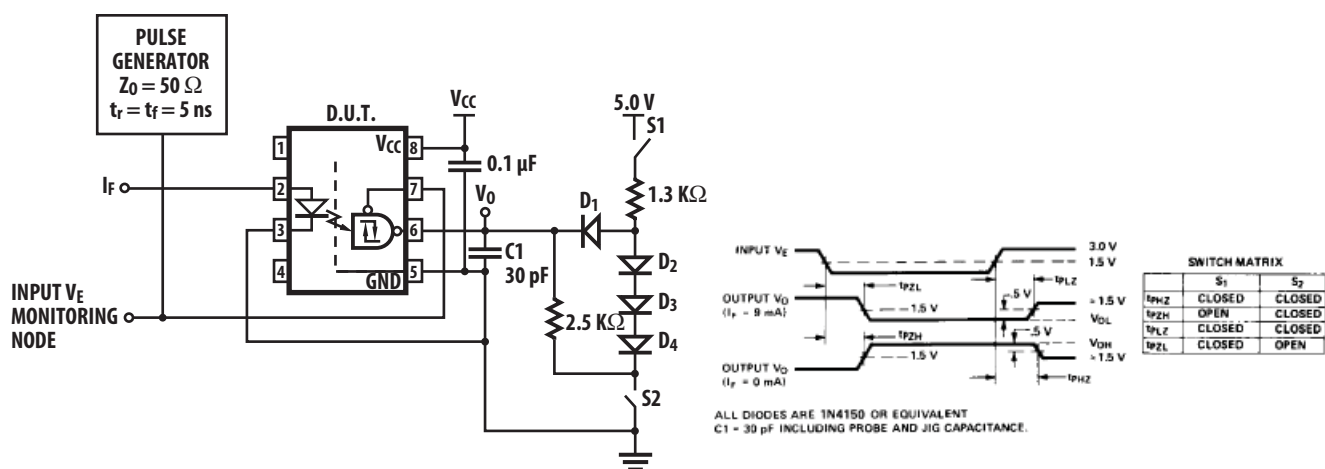 PULSE
GENERATOR
Z0 = 50 Ω
tr = tf = 5 ns
D.U.T.
VCC
5.0 V
S1
1
2
3
4
VCC
GND
8
7
6
5
0.1 µF
1.3 KΩ
IF
VO
D1
C1
30 pF
D2
D3
D4
2.5 KΩ
S2
INPUT VE
MONITORING
NODE
INPUT VE
3.0 V
1.5 V
tPZL
tPLZ
OUTPUT VO
(IF = 9 mA)
1.5 V
.5 V
≈ 1.5 V
VOL
tPZH
.5 V
VOH
≈ 1.5 V
1.5 V
OUTPUT VO
(IF = 0 mA)
tPHZ
SWITCH MATRIX
S1 S2
tPHZ CLOSED CLOSED
tPZH OPEN CLOSED
tPLZ CLOSED CLOSED
tPZL CLOSED OPEN
ALL DIODES ARE 1N4150 OR EQUIVALENT
C1 = 30 pF INCLUDING PROBE AND JIG CAPACITANCE.